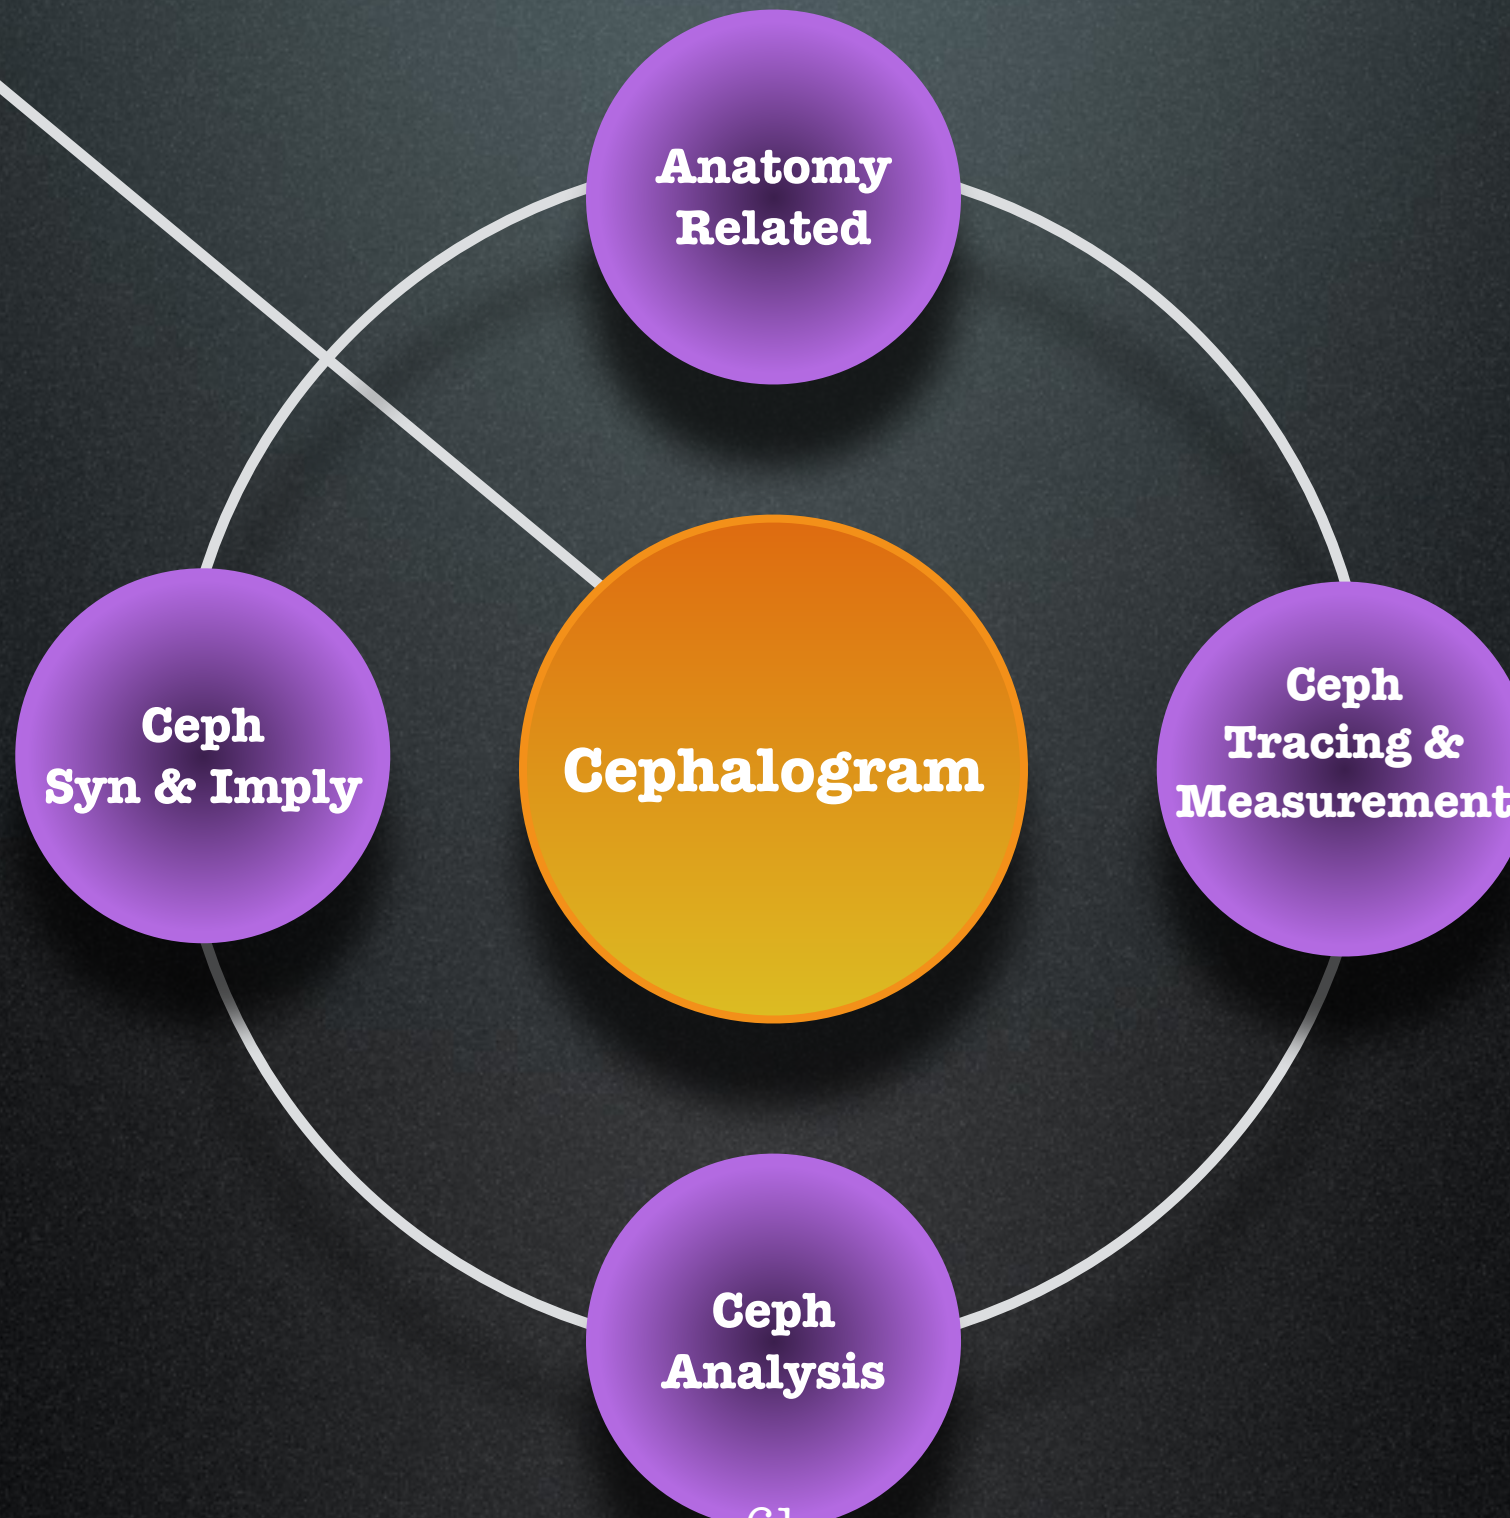 Anatomy
Related
Ceph
Syn & Imply
Cephalogram
Ceph
Tracing &
Measurement
Ceph
Analysis